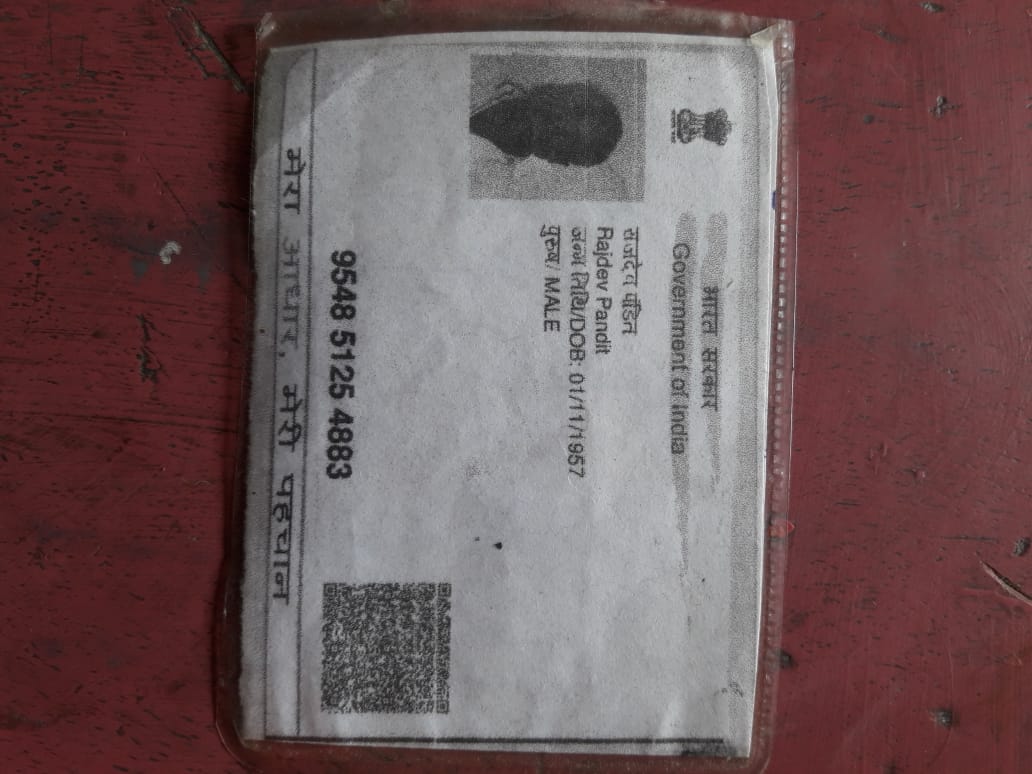 भारत सरकार
Government of India
राजदेव पंडित
Rajdev Pandit
जन्म तिथि/DOB: 01/11/1957
पुरुष/ MALE
9548 5125 4883
मेरा आधार, मेरी पहचान